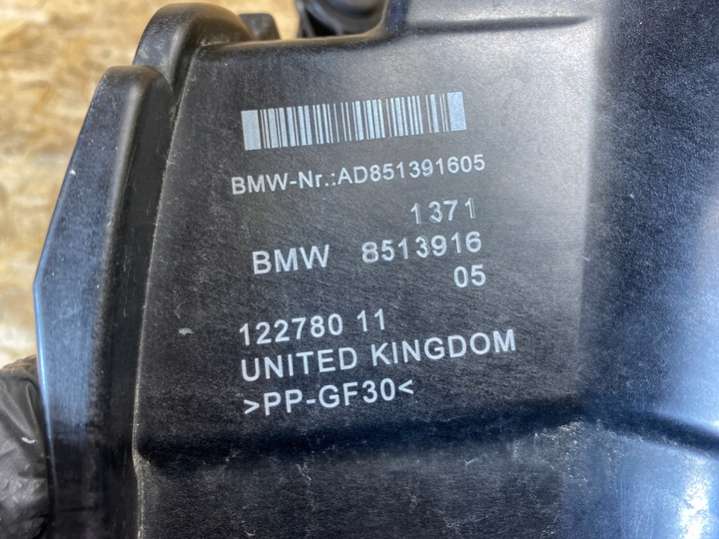 BMW-Nr.:AD851391605
1371
BMW 8513916
05
122780 11
UNITED KINGDOM
>PP-GF30<